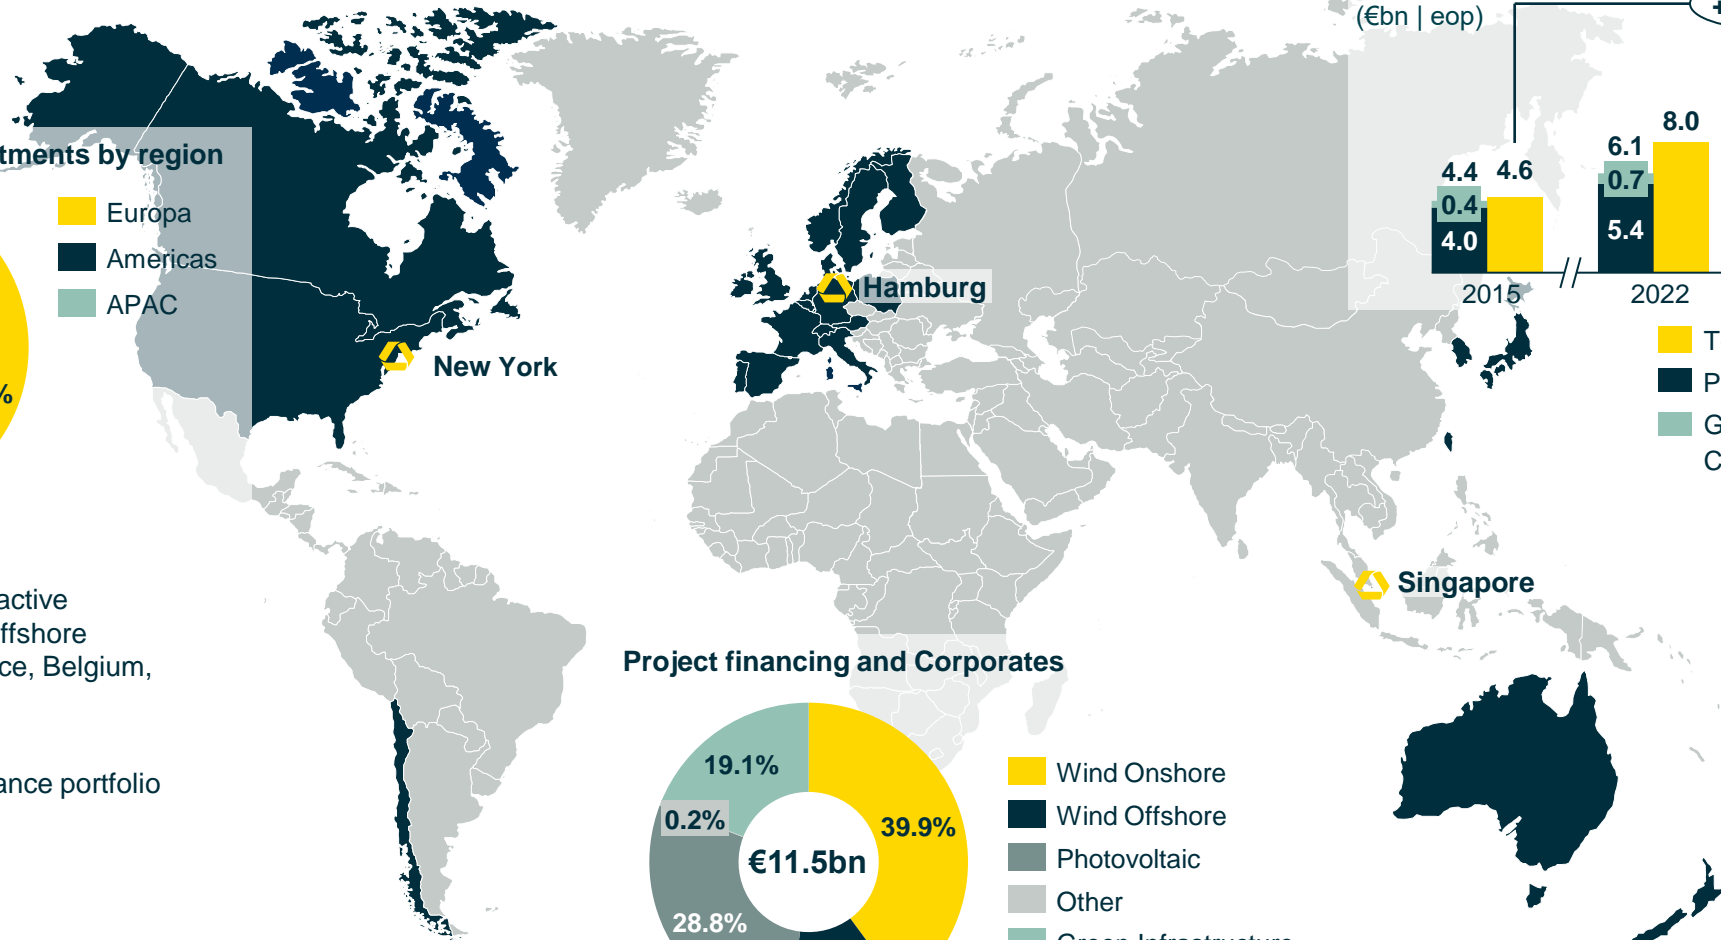 (€bn | eop)
tments by region
Europa
Americas
APAC
%
New York
Hamburg
Singapore
4.4
0.4
4.0
4.6
6.1
0.7
5.4
8.0
2015
2022
T
P
G
C
active
ffshore
ce, Belgium,
ance portfolio
Project financing and Corporates
19.1%
0.2%
28.8%
39.9%
€11.5bn
Wind Onshore
Wind Offshore
Photovoltaic
Other
Green Infrastructure